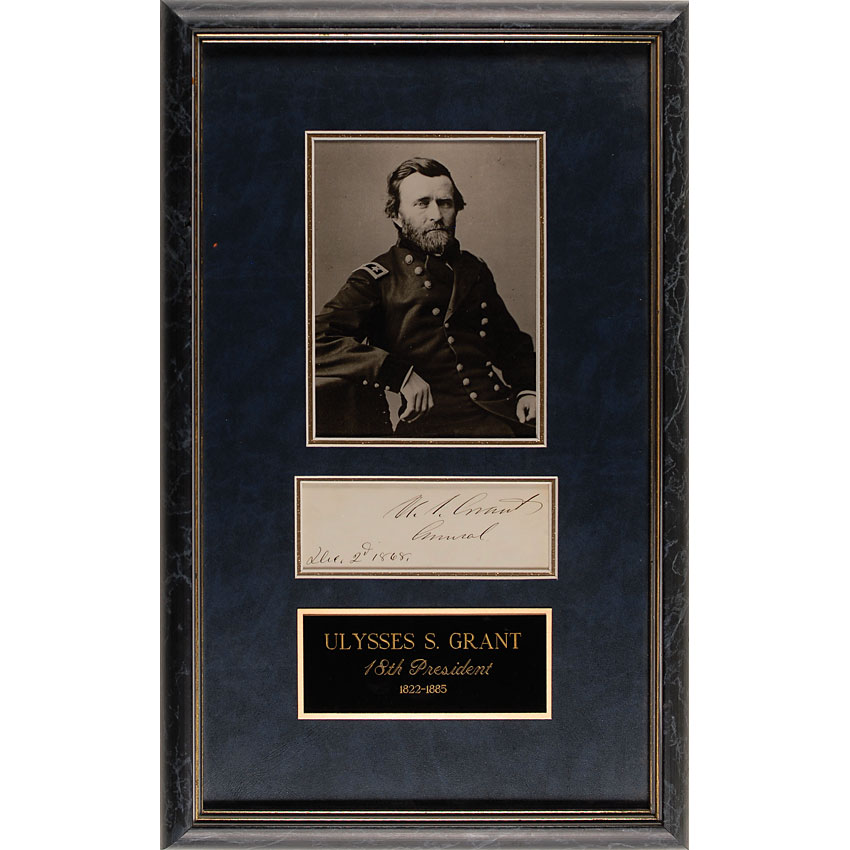 U. S. Grant
General
Dec. 2d 1868.
ULYSSES S. GRANT
18th President
1822-1885